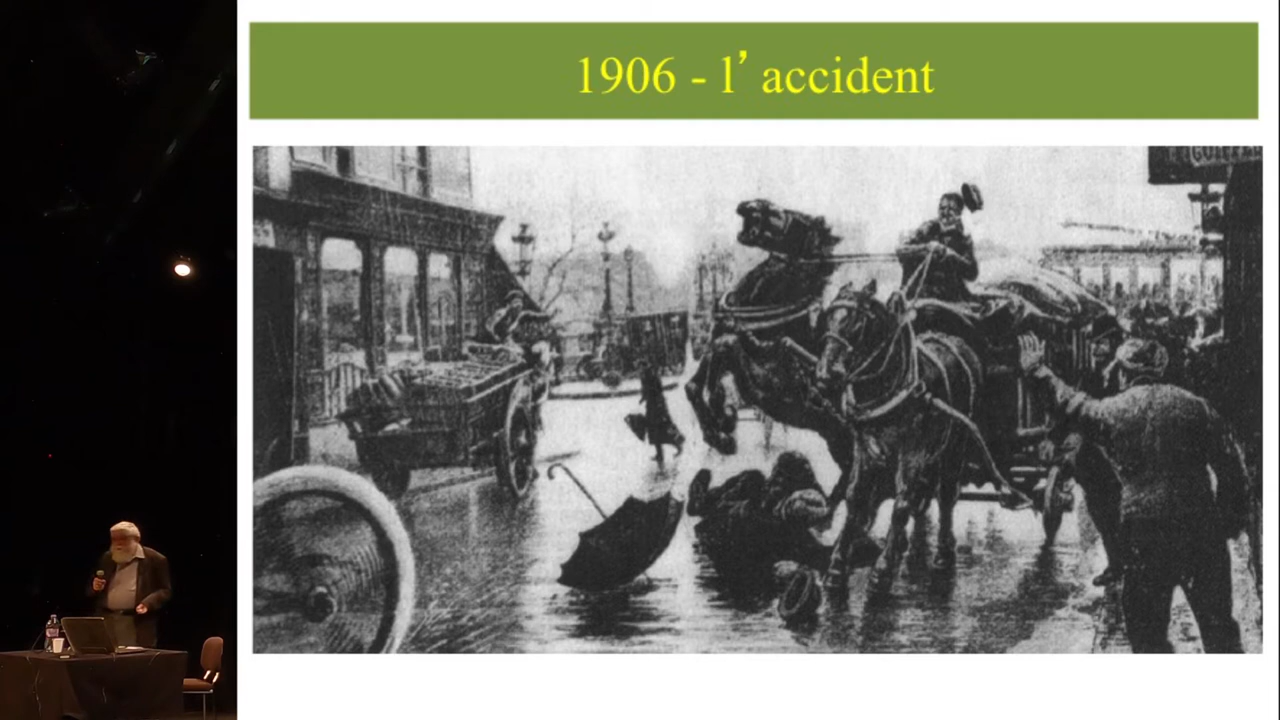 1906 - l’ accident